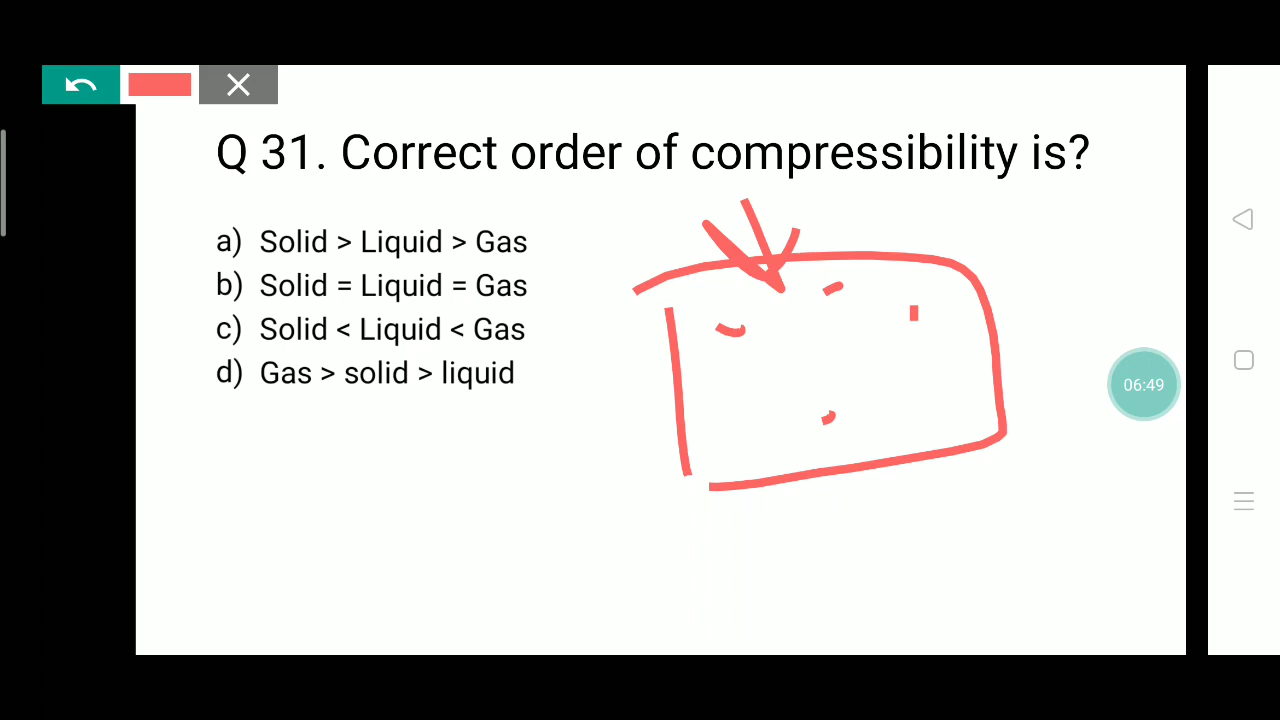 Q 31. Correct order of compressibility is?
a) Solid > Liquid > Gas
b) Solid = Liquid = Gas
c) Solid < Liquid < Gas
d) Gas > solid > liquid
06:49